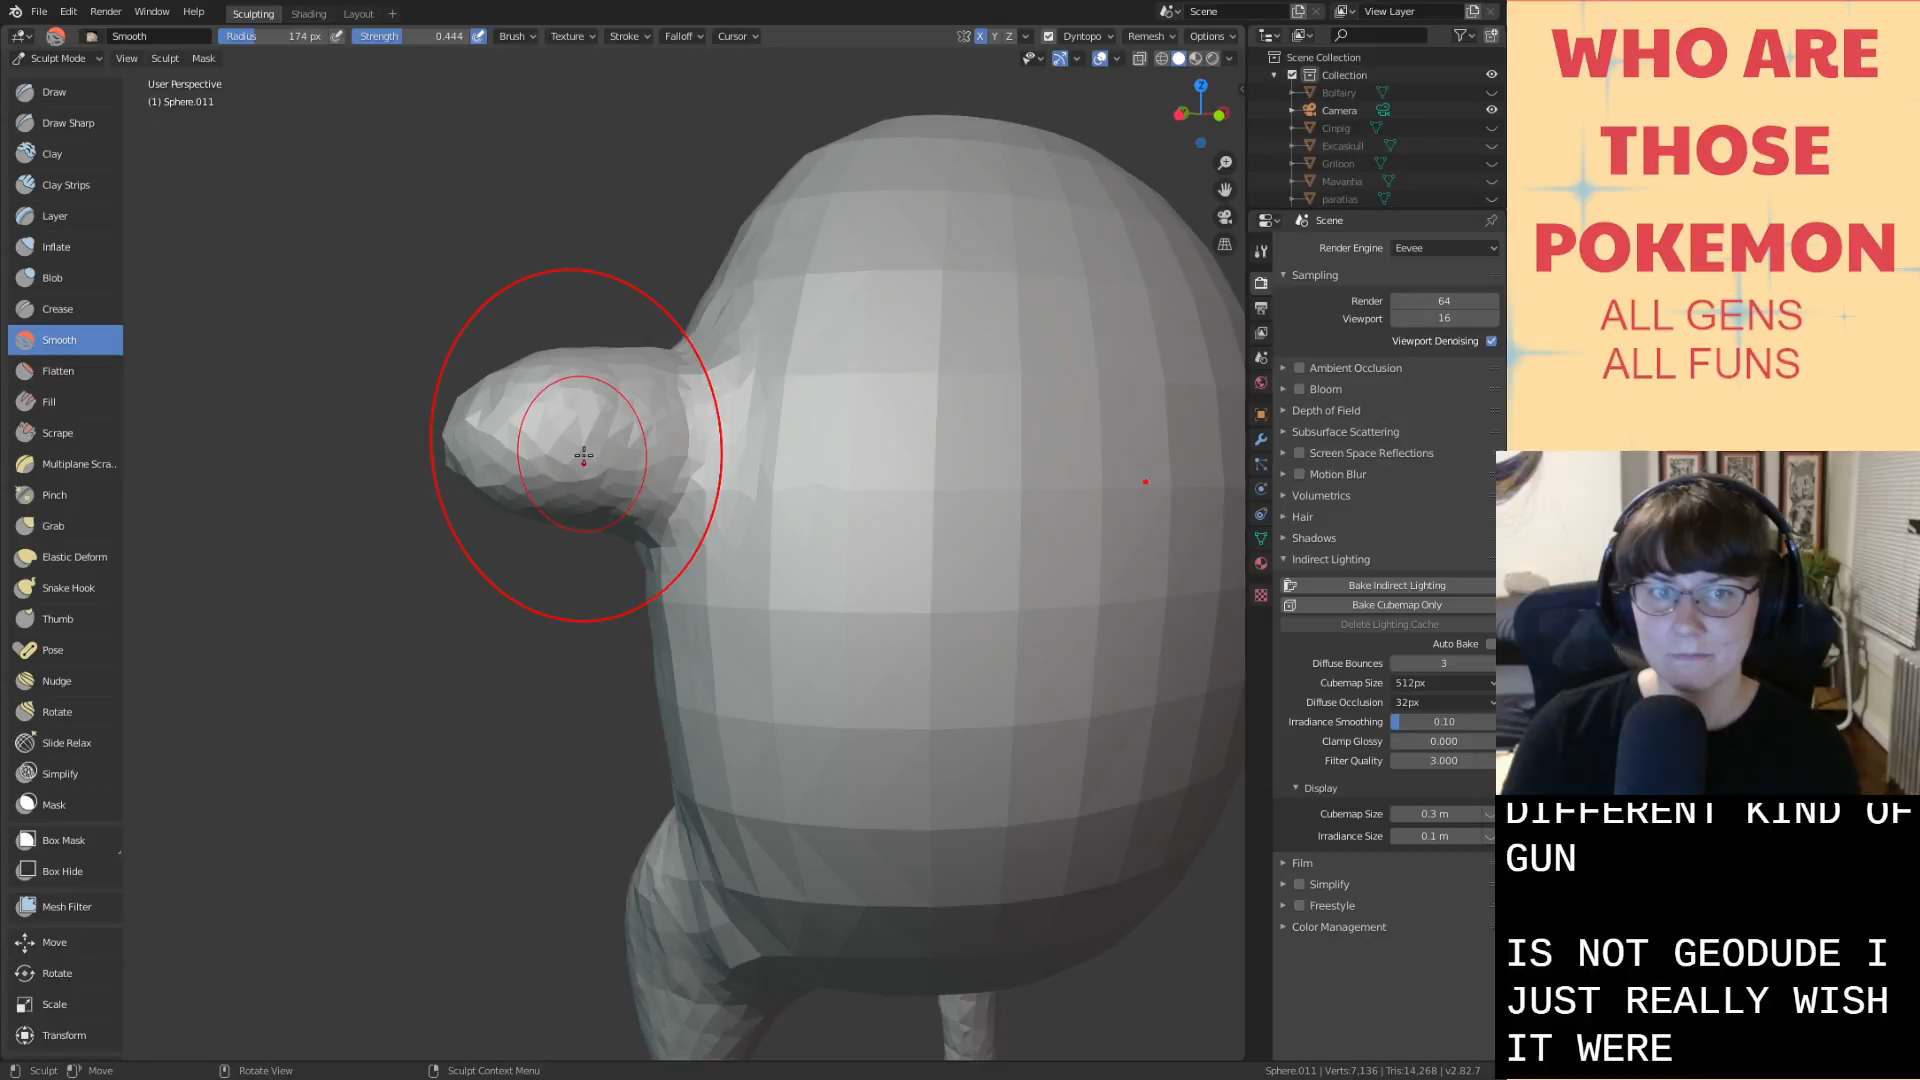 File Edit Render Window Help Sculpting Shading Layout + Scene View Layer
Smooth Radius 174 px Strength 0.444 Brush Texture Stroke Falloff Cursor X Y Z Dyntopo Remesh Options
Sculpt Mode View Sculpt Mask
User Perspective
(1) Sphere.011
Draw
Draw Sharp
Clay
Clay Strips
Layer
Inflate
Blob
Crease
Smooth
Flatten
Fill
Scrape
Multiplane Scra..
Pinch
Grab
Elastic Deform
Snake Hook
Thumb
Pose
Nudge
Rotate
Slide Relax
Simplify
Mask
Box Mask
Box Hide
Mesh Filter
Move
Rotate
Scale
Transform
Z
Scene Collection
Collection
Bolfairy
Camera
Cinpig
Excaskull
Griloon
Mavanha
paratias
Scene
Render Engine Eevee
Sampling
Render 64
Viewport 16
Viewport Denoising
Ambient Occlusion
Bloom
Depth of Field
Subsurface Scattering
Screen Space Reflections
Motion Blur
Volumetrics
Hair
Shadows
Indirect Lighting
Bake Indirect Lighting
Bake Cubemap Only
Delete Lighting Cache
Auto Bake
Diffuse Bounces 3
Cubemap Size 512px
Diffuse Occlusion 32px
Irradiance Smoothing 0.10
Clamp Glossy 0.000
Filter Quality 3.000
Display
Cubemap Size 0.3 m
Irradiance Size 0.1 m
Film
Simplify
Freestyle
Color Management
Sculpt Move Rotate View Sculpt Context Menu Sphere.011 | Verts:7,136 | Tris:14,268 | v2.82.7
WHO ARE
THOSE
POKEMON
ALL GENS
ALL FUNS
DOCTOR
DOCTOR
DIFFERENT KIND OF
GUN
IS NOT GEODUDE I
JUST REALLY WISH
IT WERE